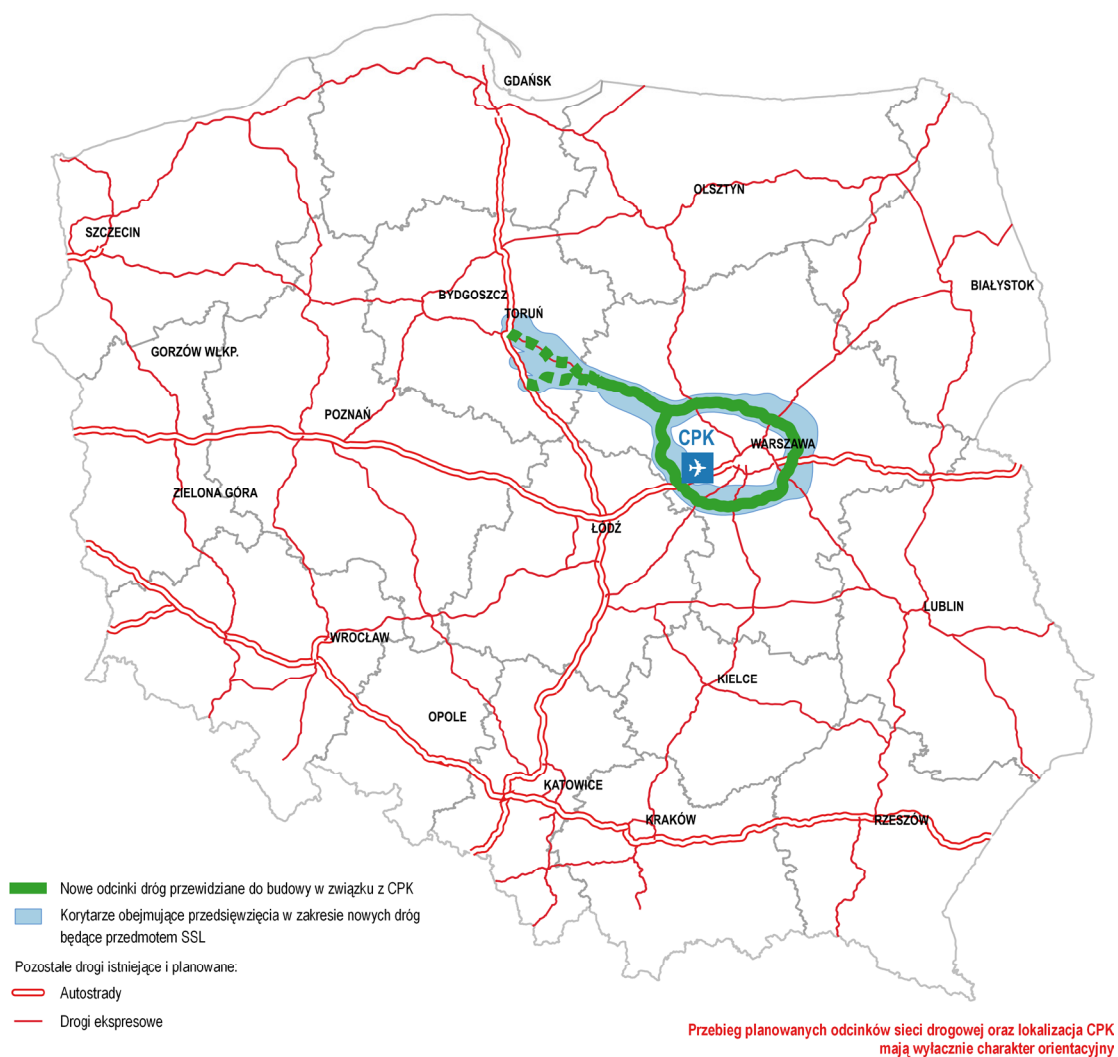 GDAŃSK
OLSZTYN
SZCZECIN
BIAŁYSTOK
BYDGOSZCZ
TORUŃ
GORZÓW WLKP.
POZNAŃ
CPK
WARSZAWA
ZIELONA GÓRA
ŁÓDŹ
LUBLIN
WROCŁAW
KIELCE
OPOLE
KATOWICE
KRAKÓW
RZESZÓW
Nowe odcinki dróg przewidziane do budowy w związku z CPK
Korytarze obejmujące przedsięwzięcia w zakresie nowych dróg
będące przedmotem SSL
Pozostałe drogi istniejące i planowane:
Autostrady
Drogi ekspresowe
Przebieg planowanych odcinków sieci drogowej oraz lokalizacja CPK
mają wyłacznie charakter orientacyjny